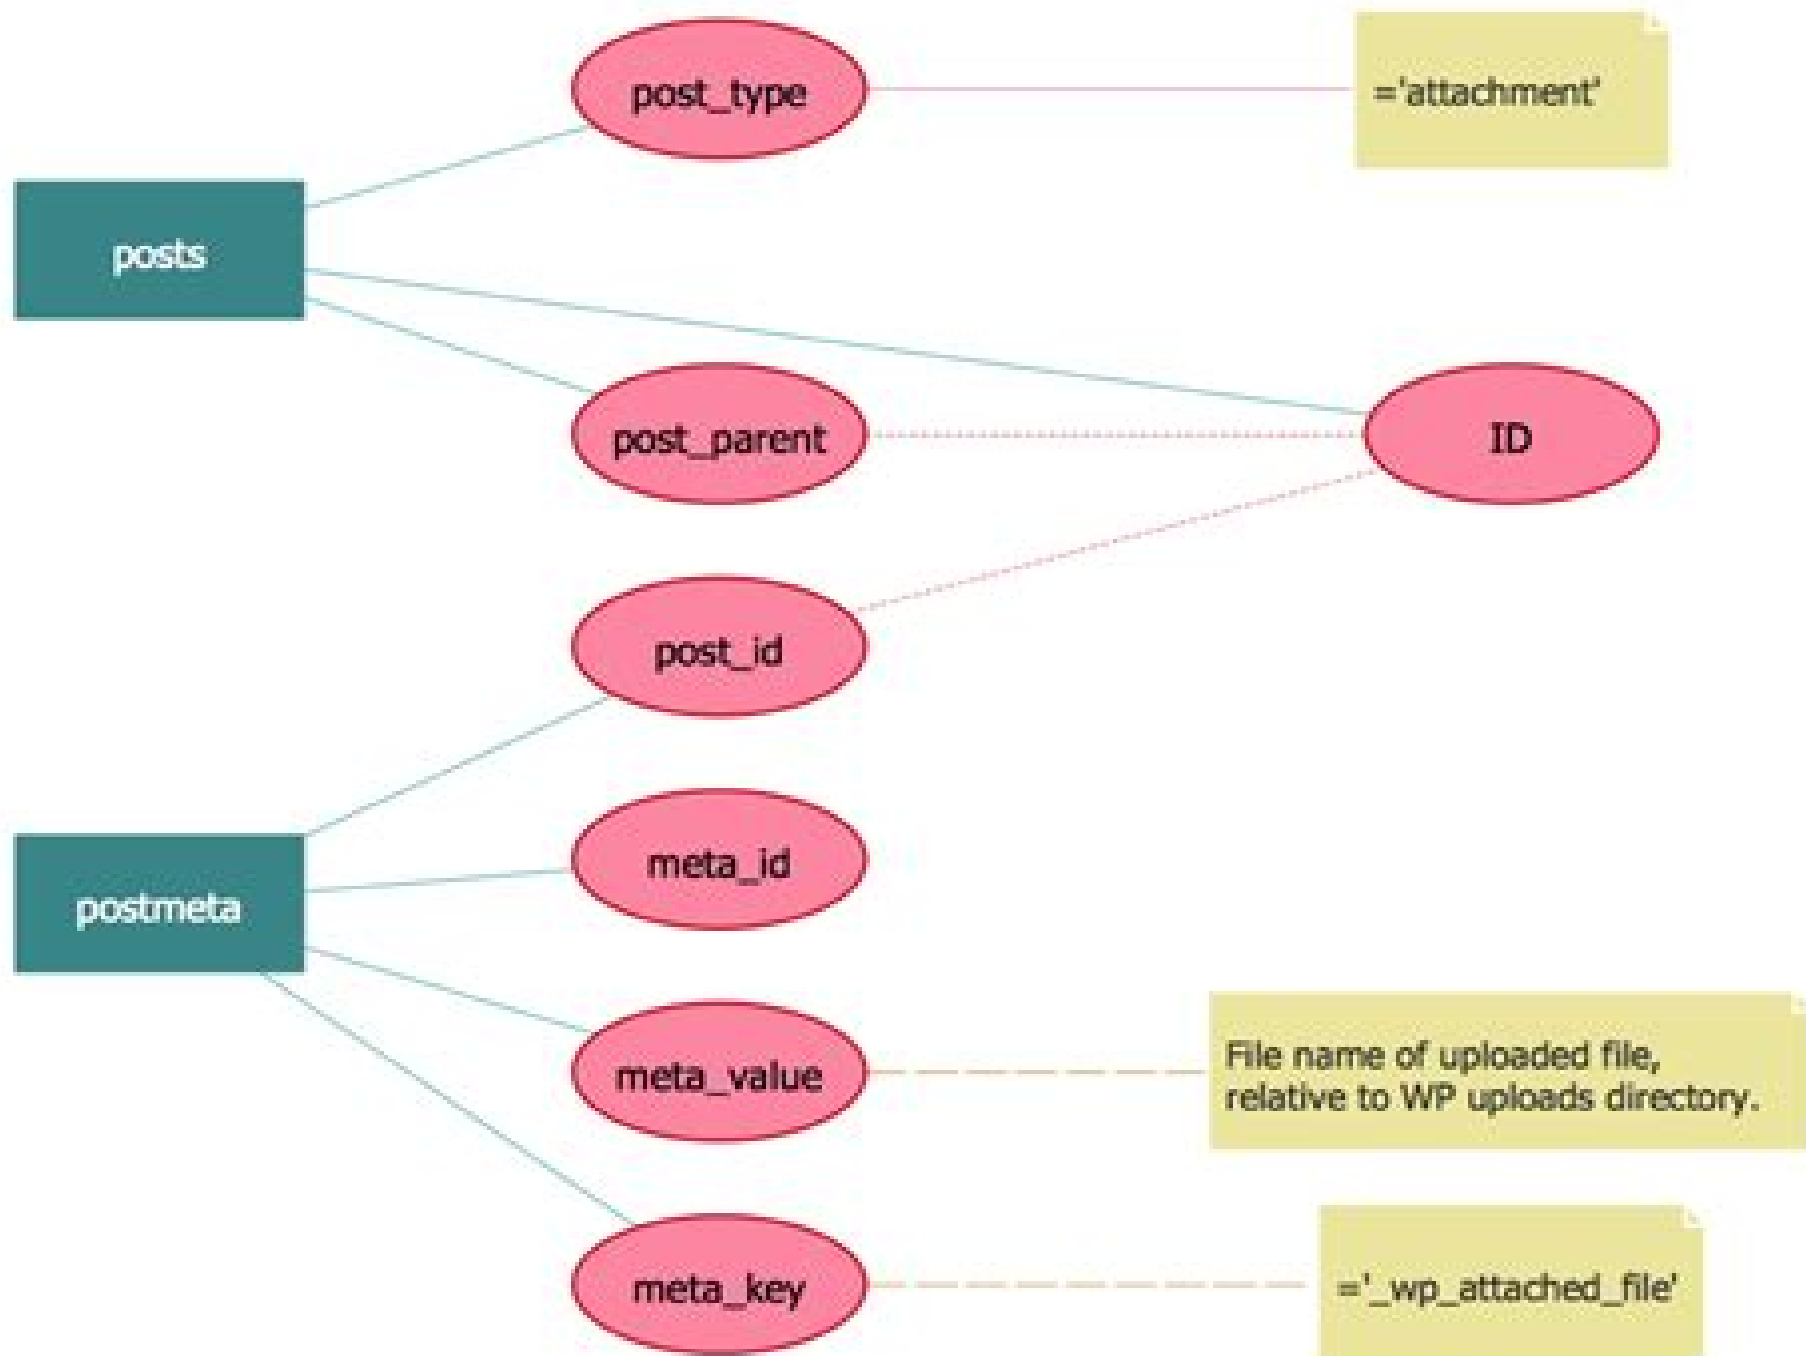 post_type
='attachment'
posts
post_parent
ID
post_id
meta_id
postmeta
File name of uploaded file,
meta_value
relative to WP uploads directory.
meta_key
='_wp_attached_file'